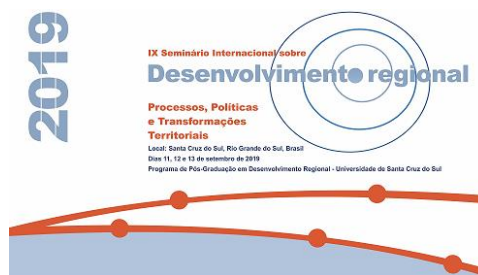 2019
IX Seminário Internacional sobre
Desenvolvimento regional
Processos, Políticas
e Transformações
Territoriais
Local: Santa Cruz do Sul, Rio Grande do Sul, Brasil
Dias 11, 12 e 13 de setembro de 2019
Programa de Pós-Graduação em Desenvolvimento Regional - Universidade de Santa Cruz do Sul